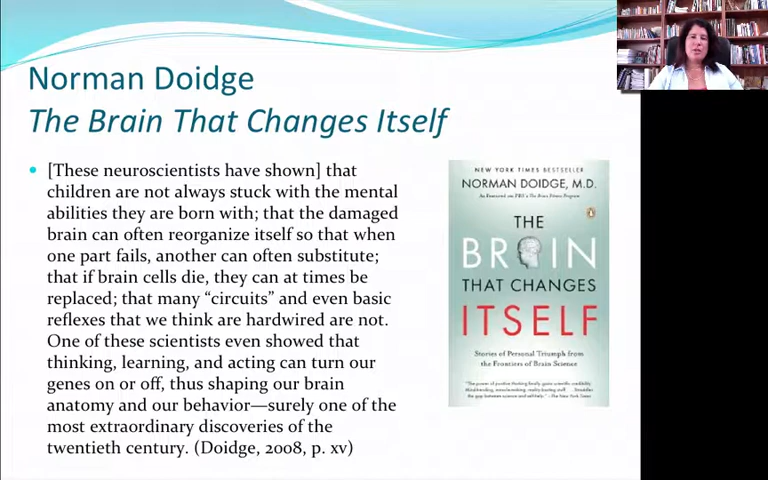 Norman Doidge
The Brain That Changes Itself
[These neuroscientists have shown] that
children are not always stuck with the mental
abilities they are born with; that the damaged
brain can often reorganize itself so that when
one part fails, another can often substitute;
that if brain cells die, they can at times be
replaced; that many “circuits” and even basic
reflexes that we think are hardwired are not.
One of these scientists even showed that
thinking, learning, and acting can turn our
genes on or off, thus shaping our brain
anatomy and our behavior—surely one of the
most extraordinary discoveries of the
twentieth century. (Doidge, 2008, p. xv)
NEW YORK TIMES BESTSELLER
NORMAN DOIDGE, M.D.
THE
BRAIN
THAT CHANGES
ITSELF
Stories of Personal Triumph from
the Frontiers of Brain Science